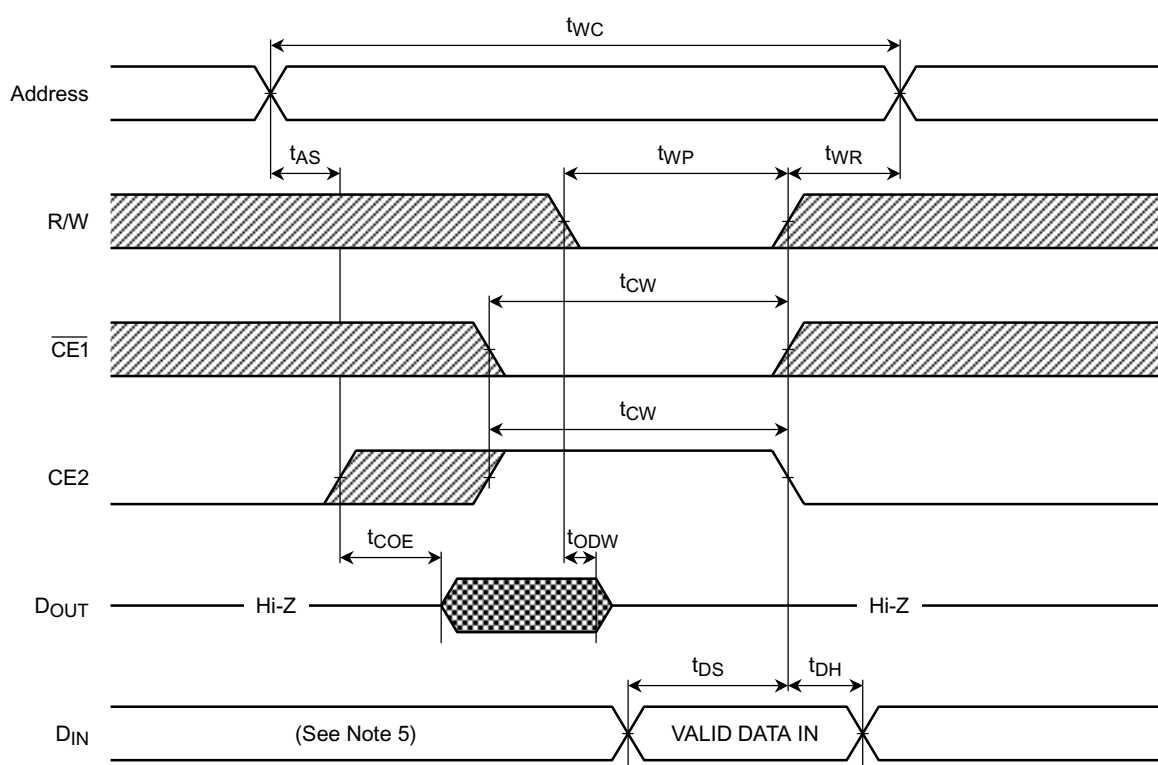 tWC
Address
tAS
tWP
tWR
R/W
tCW
CE1
tCW
CE2
tCOE
tODW
DOUT
Hi-Z
Hi-Z
tDS
tDH
DIN
(See Note 5)
VALID DATA IN